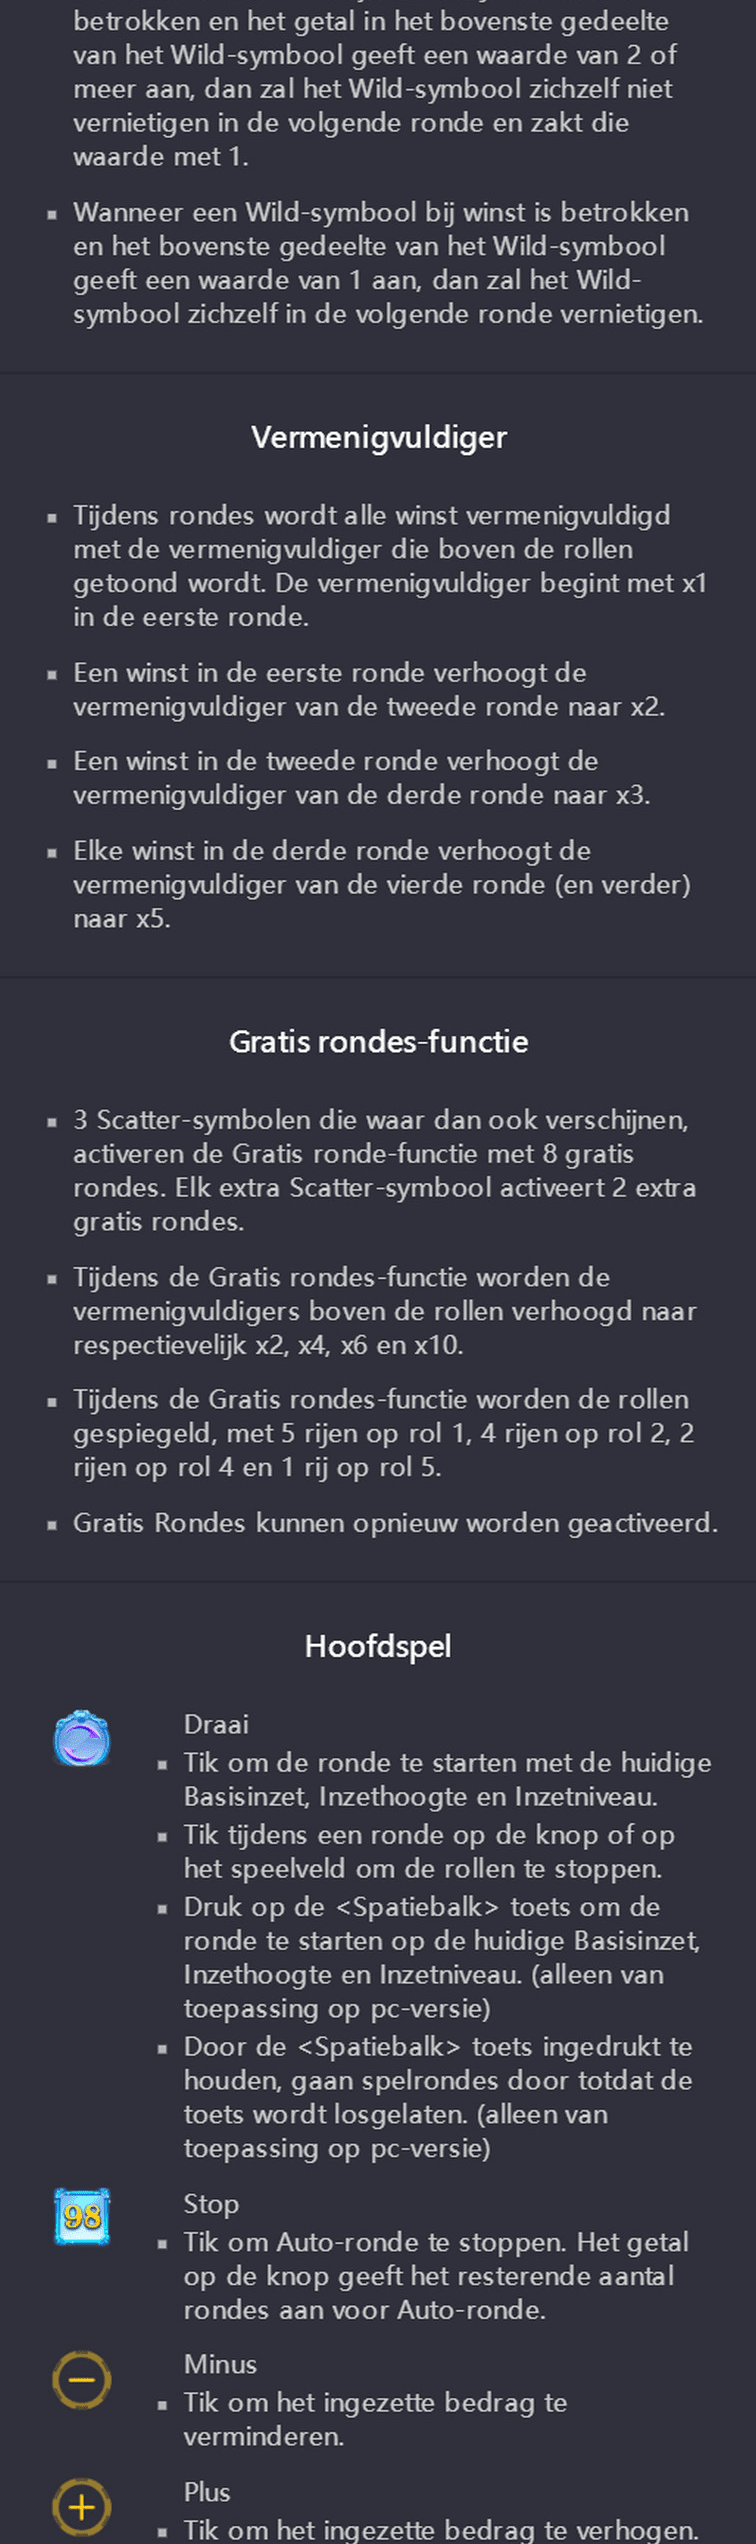 betrokken en het getal in het bovenste gedeelte
van het Wild-symbool geeft een waarde van 2 of
meer aan, dan zal het Wild-symbool zichzelf niet
vernietigen in de volgende ronde en zakt die
waarde met 1.
Wanneer een Wild-symbool bij winst is betrokken
en het bovenste gedeelte van het Wild-symbool
geeft een waarde van 1 aan, dan zal het Wild-
symbool zichzelf in de volgende ronde vernietigen.
Vermenigvuldiger
Tijdens rondes wordt alle winst vermenigvuldigd
met de vermenigvuldiger die boven de rollen
getoond wordt. De vermenigvuldiger begint met x1
in de eerste ronde.
Een winst in de eerste ronde verhoogt de
vermenigvuldiger van de tweede ronde naar x2.
Een winst in de tweede ronde verhoogt de
vermenigvuldiger van de derde ronde naar x3.
Elke winst in de derde ronde verhoogt de
vermenigvuldiger van de vierde ronde (en verder)
naar x5.
Gratis rondes-functie
3 Scatter-symbolen die waar dan ook verschijnen,
activeren de Gratis ronde-functie met 8 gratis
rondes. Elk extra Scatter-symbool activeert 2 extra
gratis rondes.
Tijdens de Gratis rondes-functie worden de
vermenigvuldigers boven de rollen verhoogd naar
respectievelijk x2, x4, x6 en x10.
Tijdens de Gratis rondes-functie worden de rollen
gespiegeld, met 5 rijen op rol 1, 4 rijen op rol 2, 2
rijen op rol 4 en 1 rij op rol 5.
Gratis Rondes kunnen opnieuw worden geactiveerd.
Hoofdspel
Draai
Tik om de ronde te starten met de huidige
Basisinzet, Inzethoogte en Inzetniveau.
Tik tijdens een ronde op de knop of op
het speelveld om de rollen te stoppen.
Druk op de <Spatiebalk> toets om de
ronde te starten op de huidige Basisinzet,
Inzethoogte en Inzetniveau. (alleen van
toepassing op pc-versie)
Door de <Spatiebalk> toets ingedrukt te
houden, gaan spelrondes door totdat de
toets wordt losgelaten. (alleen van
toepassing op pc-versie)
98
Stop
Tik om Auto-ronde te stoppen. Het getal
op de knop geeft het resterende aantal
rondes aan voor Auto-ronde.
Minus
Tik om het ingezette bedrag te
verminderen.
Plus
Tik om het ingezette bedrag te verhogen.